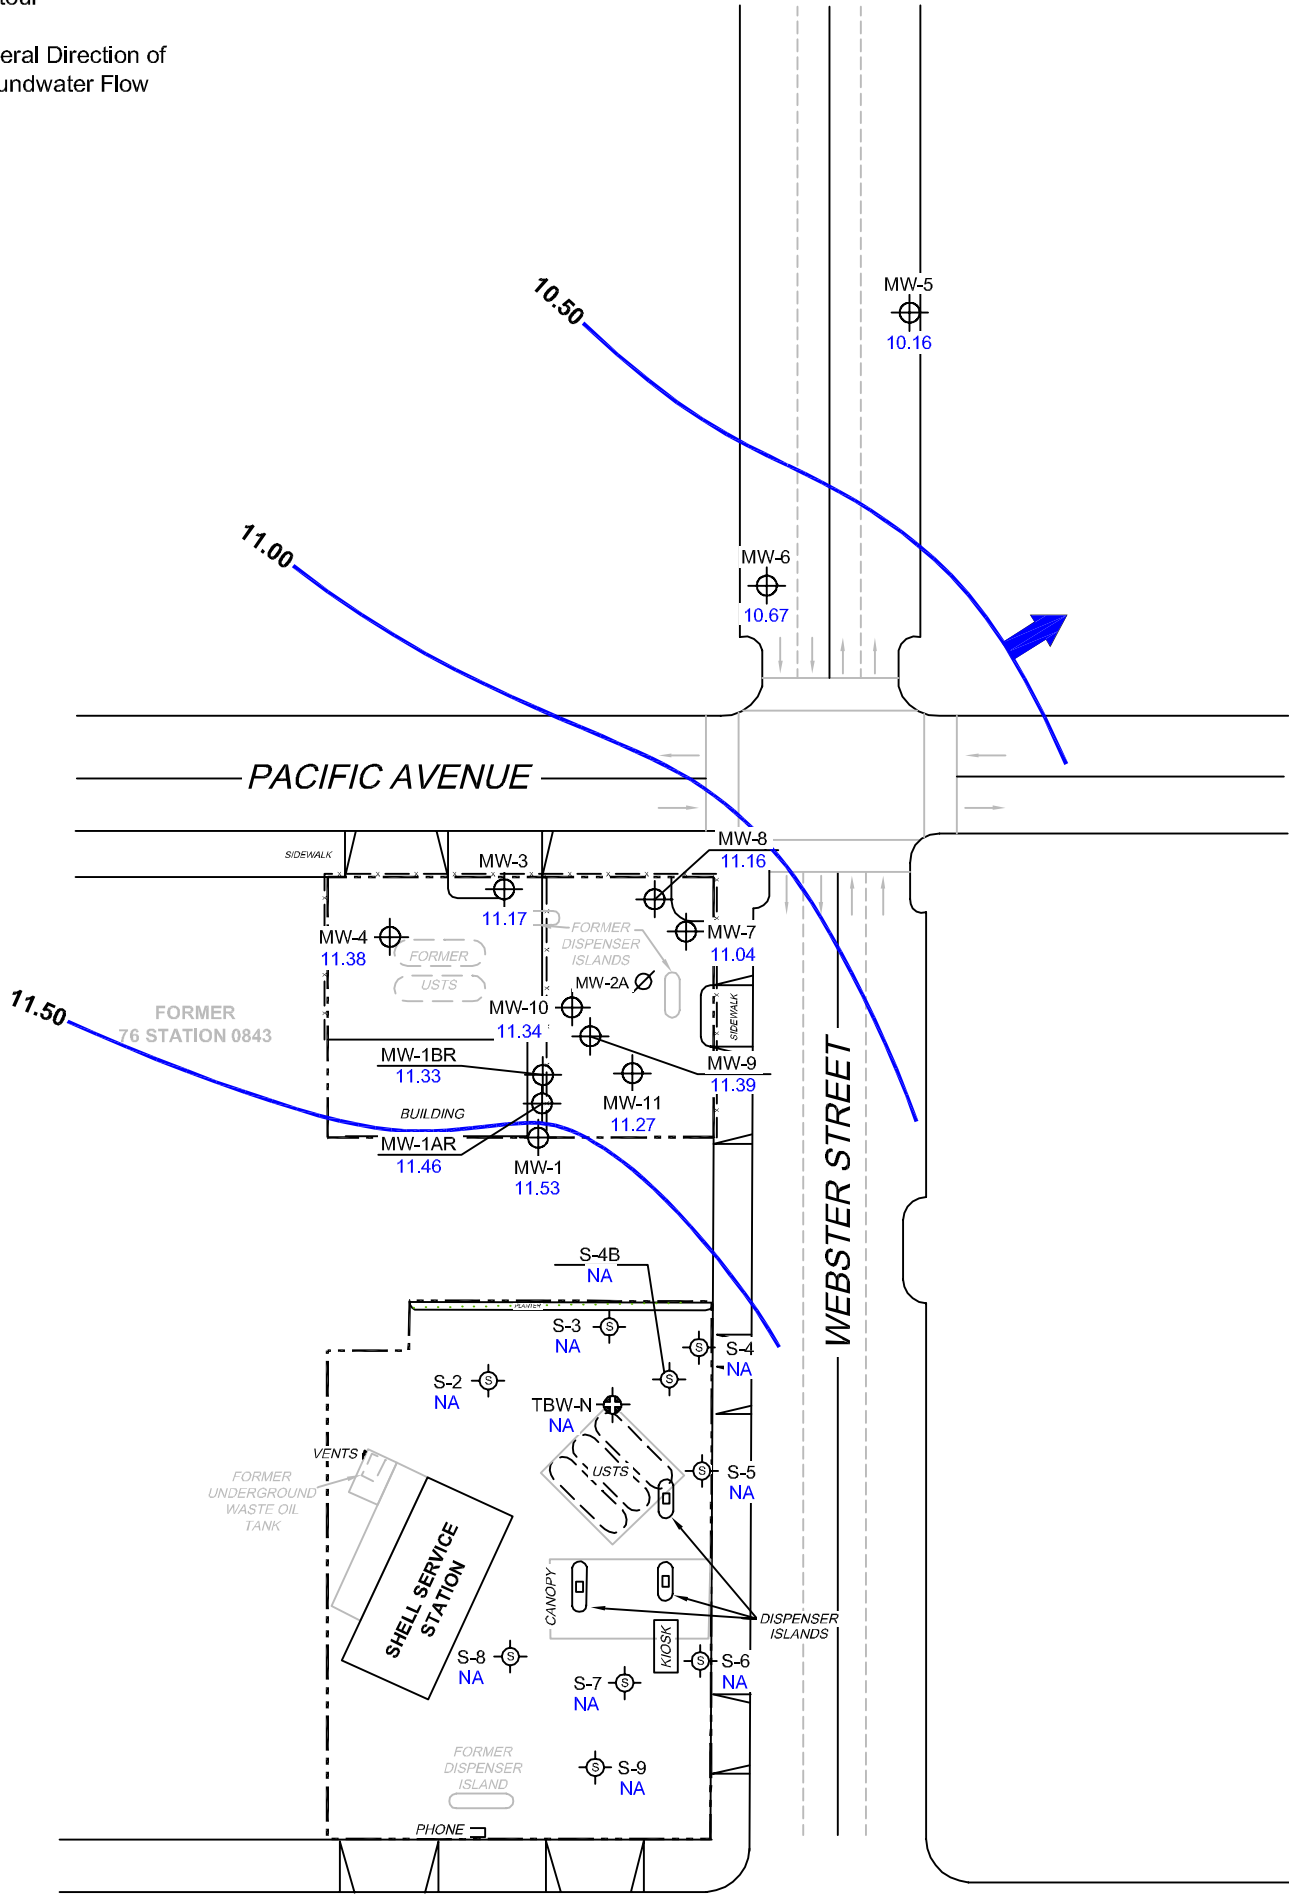 eral Direction of
undwater Flow
10.50
MW-5
10.16
11.00
MW-6
10.67
PACIFIC AVENUE
SIDEWALK
MW-3
11.17
MW-8
11.16
MW-4
11.38
FORMER
USTS
FORMER
DISPENSER
ISLANDS
MW-7
11.04
MW-2A
11.50
FORMER
76 STATION 0843
MW-10
11.34
SIDEWALK
MW-1BR
11.33
MW-9
11.39
MW-11
11.27
BUILDING
MW-1AR
11.46
MW-1
11.53
WEBSTER STREET
S-4B
NA
PLANTER
S-3
NA
S-4
NA
S-2
NA
TBW-N
NA
VENTS
USTS
S-5
NA
FORMER
UNDERGROUND
WASTE OIL
TANK
SHELL SERVICE
STATION
CANOPY
DISPENSER
ISLANDS
KIOSK
S-8
NA
S-7
NA
S-6
NA
FORMER
DISPENSER
ISLAND
S-9
NA
PHONE